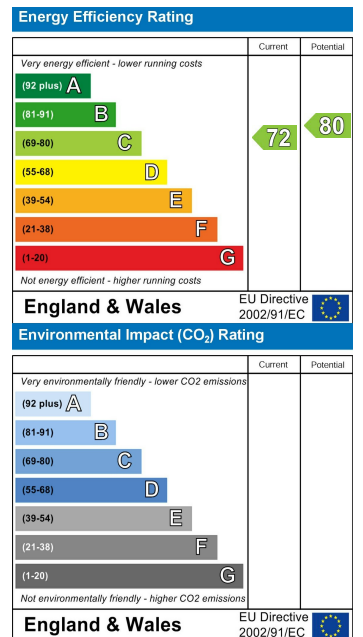 Energy Efficiency Rating
Current Potential
Very energy efficient - lower running costs
(92 plus) A
(81-91) B
(69-80) C
(55-68) D
(39-54) E
(21-38) F
(1-20) G
72
80
Not energy efficient - higher running costs
England & Wales
EU Directive
2002/91/EC
Environmental Impact (CO₂) Rating
Current Potential
Very environmentally friendly - lower CO2 emissions
(92 plus) A
(81-91) B
(69-80) C
(55-68) D
(39-54) E
(21-38) F
(1-20) G
Not environmentally friendly - higher CO2 emissions
England & Wales
EU Directive
2002/91/EC